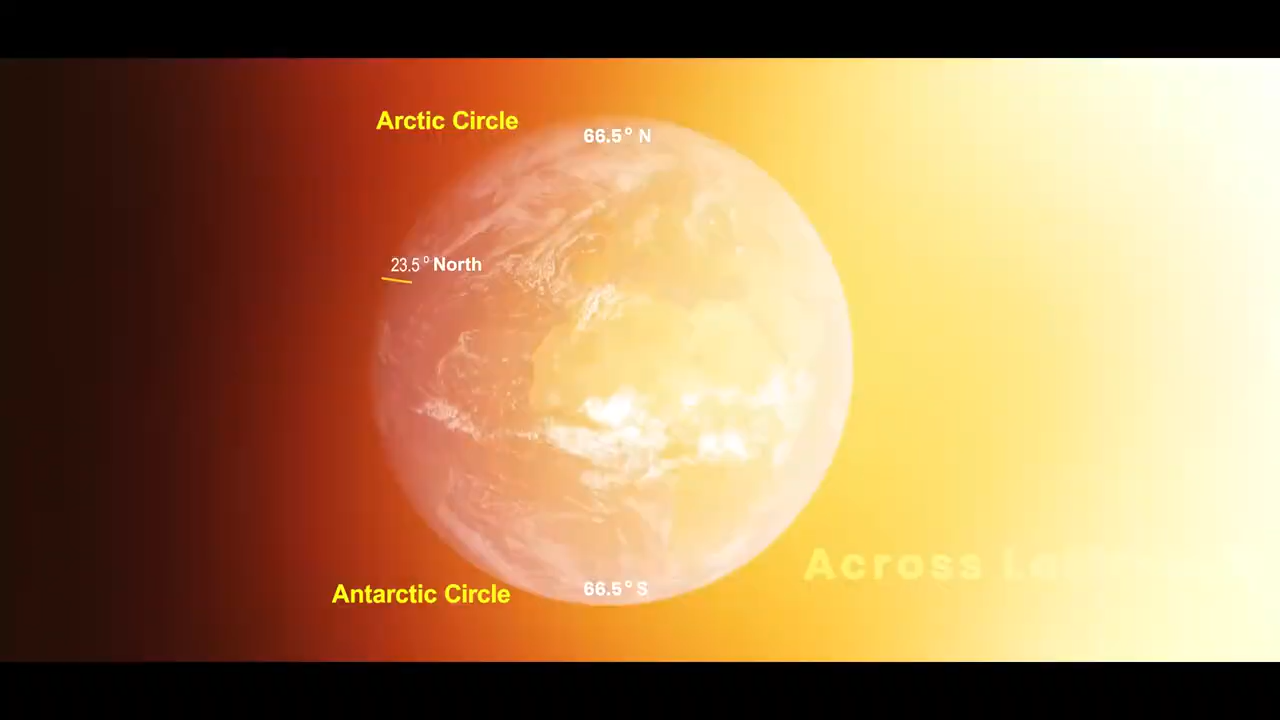 Arctic Circle
66.5° N
23.5° North
Across
Antarctic Circle
66.5° S